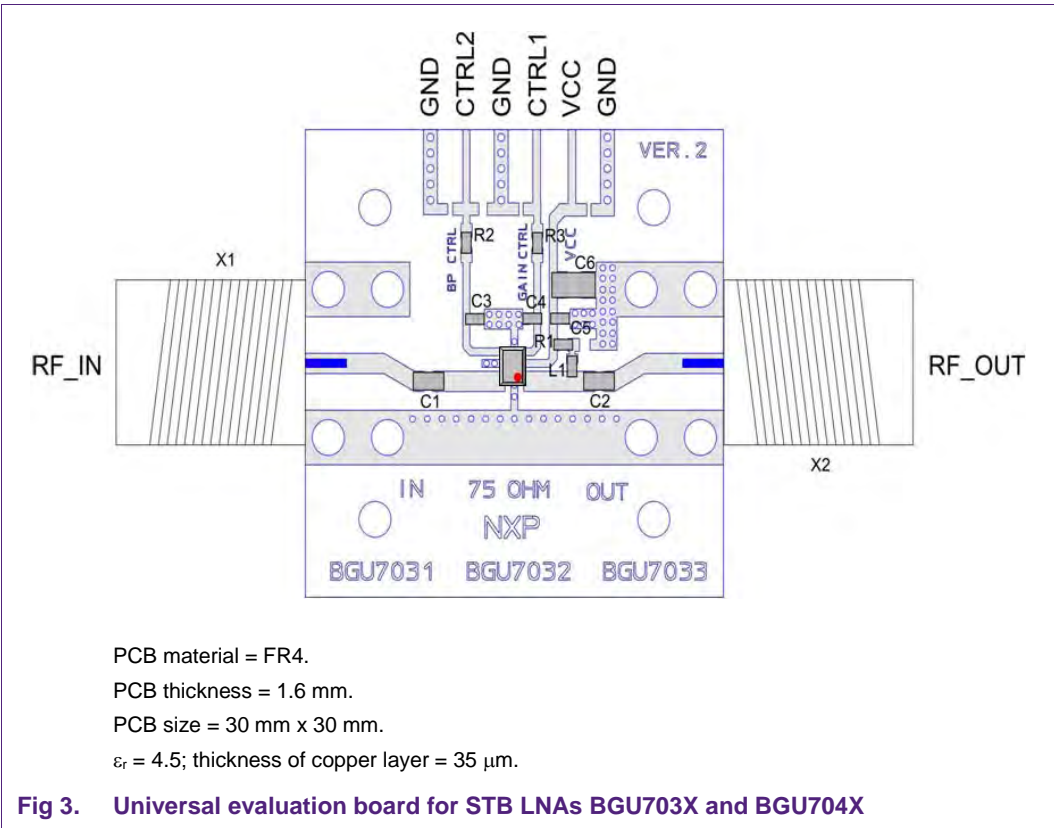 GND
CTRL2
GND
CTRL1
VCC
GND
VER.2
X1
R2
R3
BP CTRL
GAIN CTRL
VCC
C6
C3
C4
C5
R1
L1
RF_IN
RF_OUT
C1
C2
X2
IN 75 OHM OUT
NXP
BGU7031 BGU7032 BGU7033
PCB material = FR4.
PCB thickness = 1.6 mm.
PCB size = 30 mm x 30 mm.
εr = 4.5; thickness of copper layer = 35 μm.
Fig 3. Universal evaluation board for STB LNAs BGU703X and BGU704X